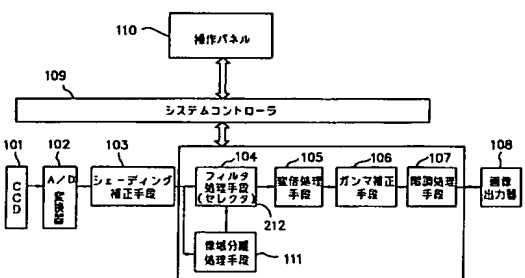 110
操作パネル
109
システムコントローラ
101
102
103
104
105
106
107
108
CCD
A/D
変換器
シェーディング
補正手段
フィルタ
処理手段
(セレクタ)
変倍処理
手段
ガンマ補正
手段
階調処理
手段
画像
出力器
212
像域分離
処理手段
111